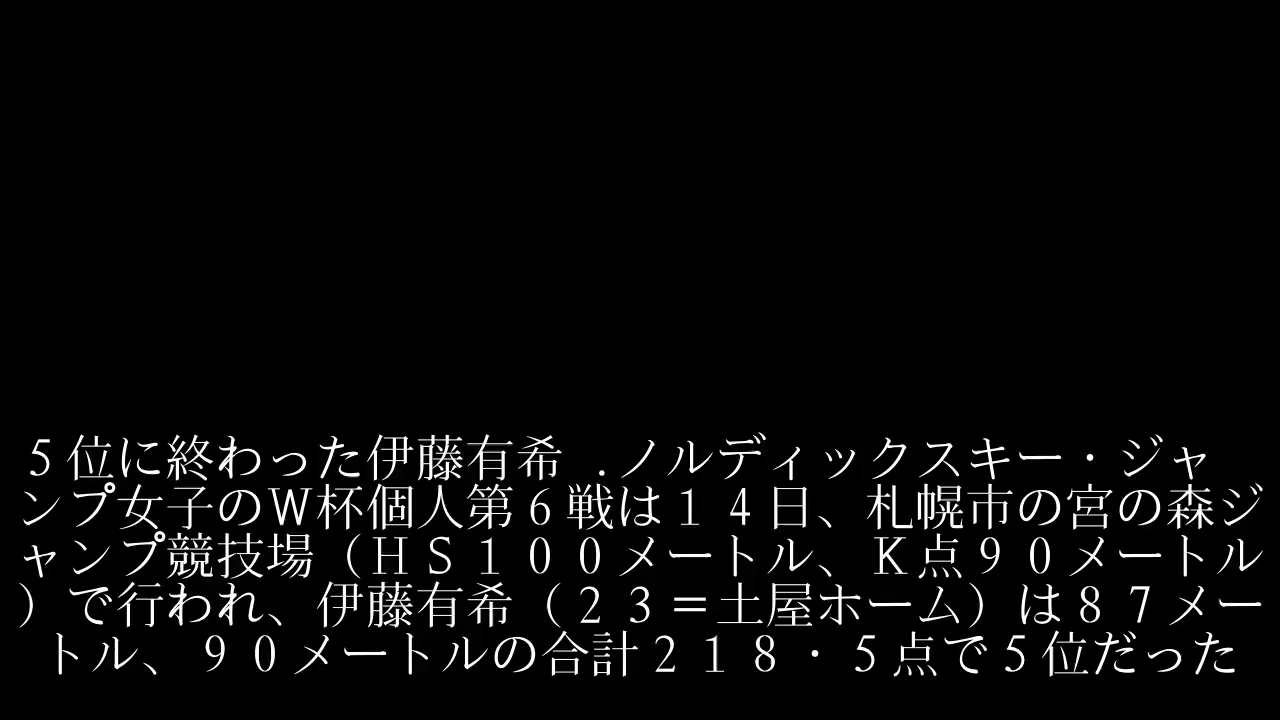 ５位に終わった伊藤有希 .ノルディックスキー・ジャ
ンプ女子のＷ杯個人第６戦は１４日、札幌市の宮の森ジ
ャンプ競技場（ＨＳ１００メートル、Ｋ点９０メートル
）で行われ、伊藤有希（２３＝土屋ホーム）は８７メー
トル、９０メートルの合計２１８・５点で５位だった